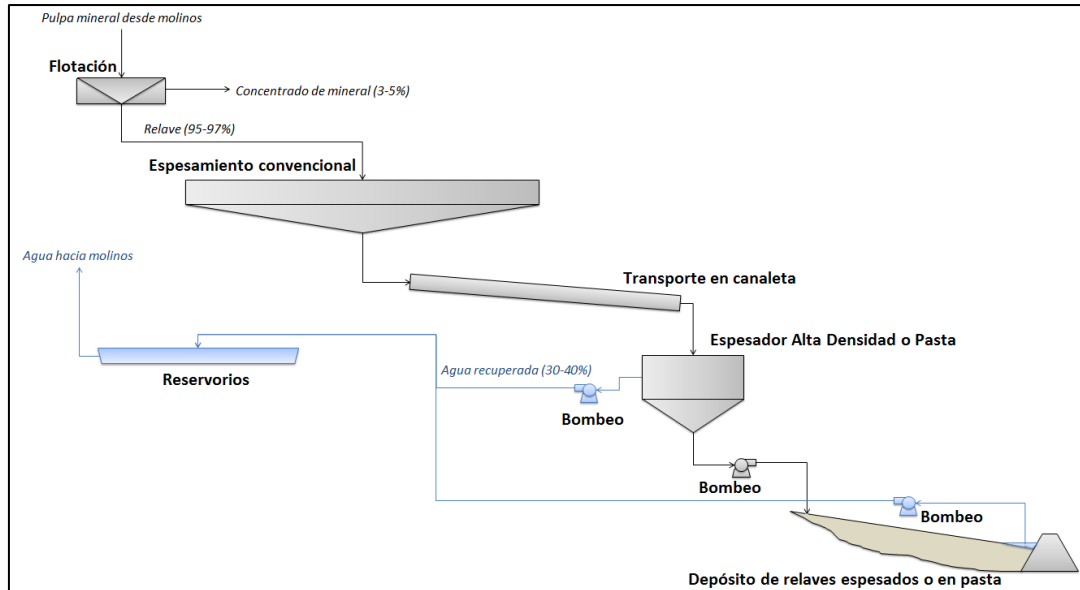 Pulpa mineral desde molinos
Flotación
Concentrado de mineral (3-5%)
Relave (95-97%)
Espesamiento convencional
Agua hacia molinos
Transporte en canaleta
Espesador Alta Densidad o Pasta
Reservorios
Agua recuperada (30-40%)
Bombeo
Bombeo
Bombeo
Depósito de relaves espesados o en pasta